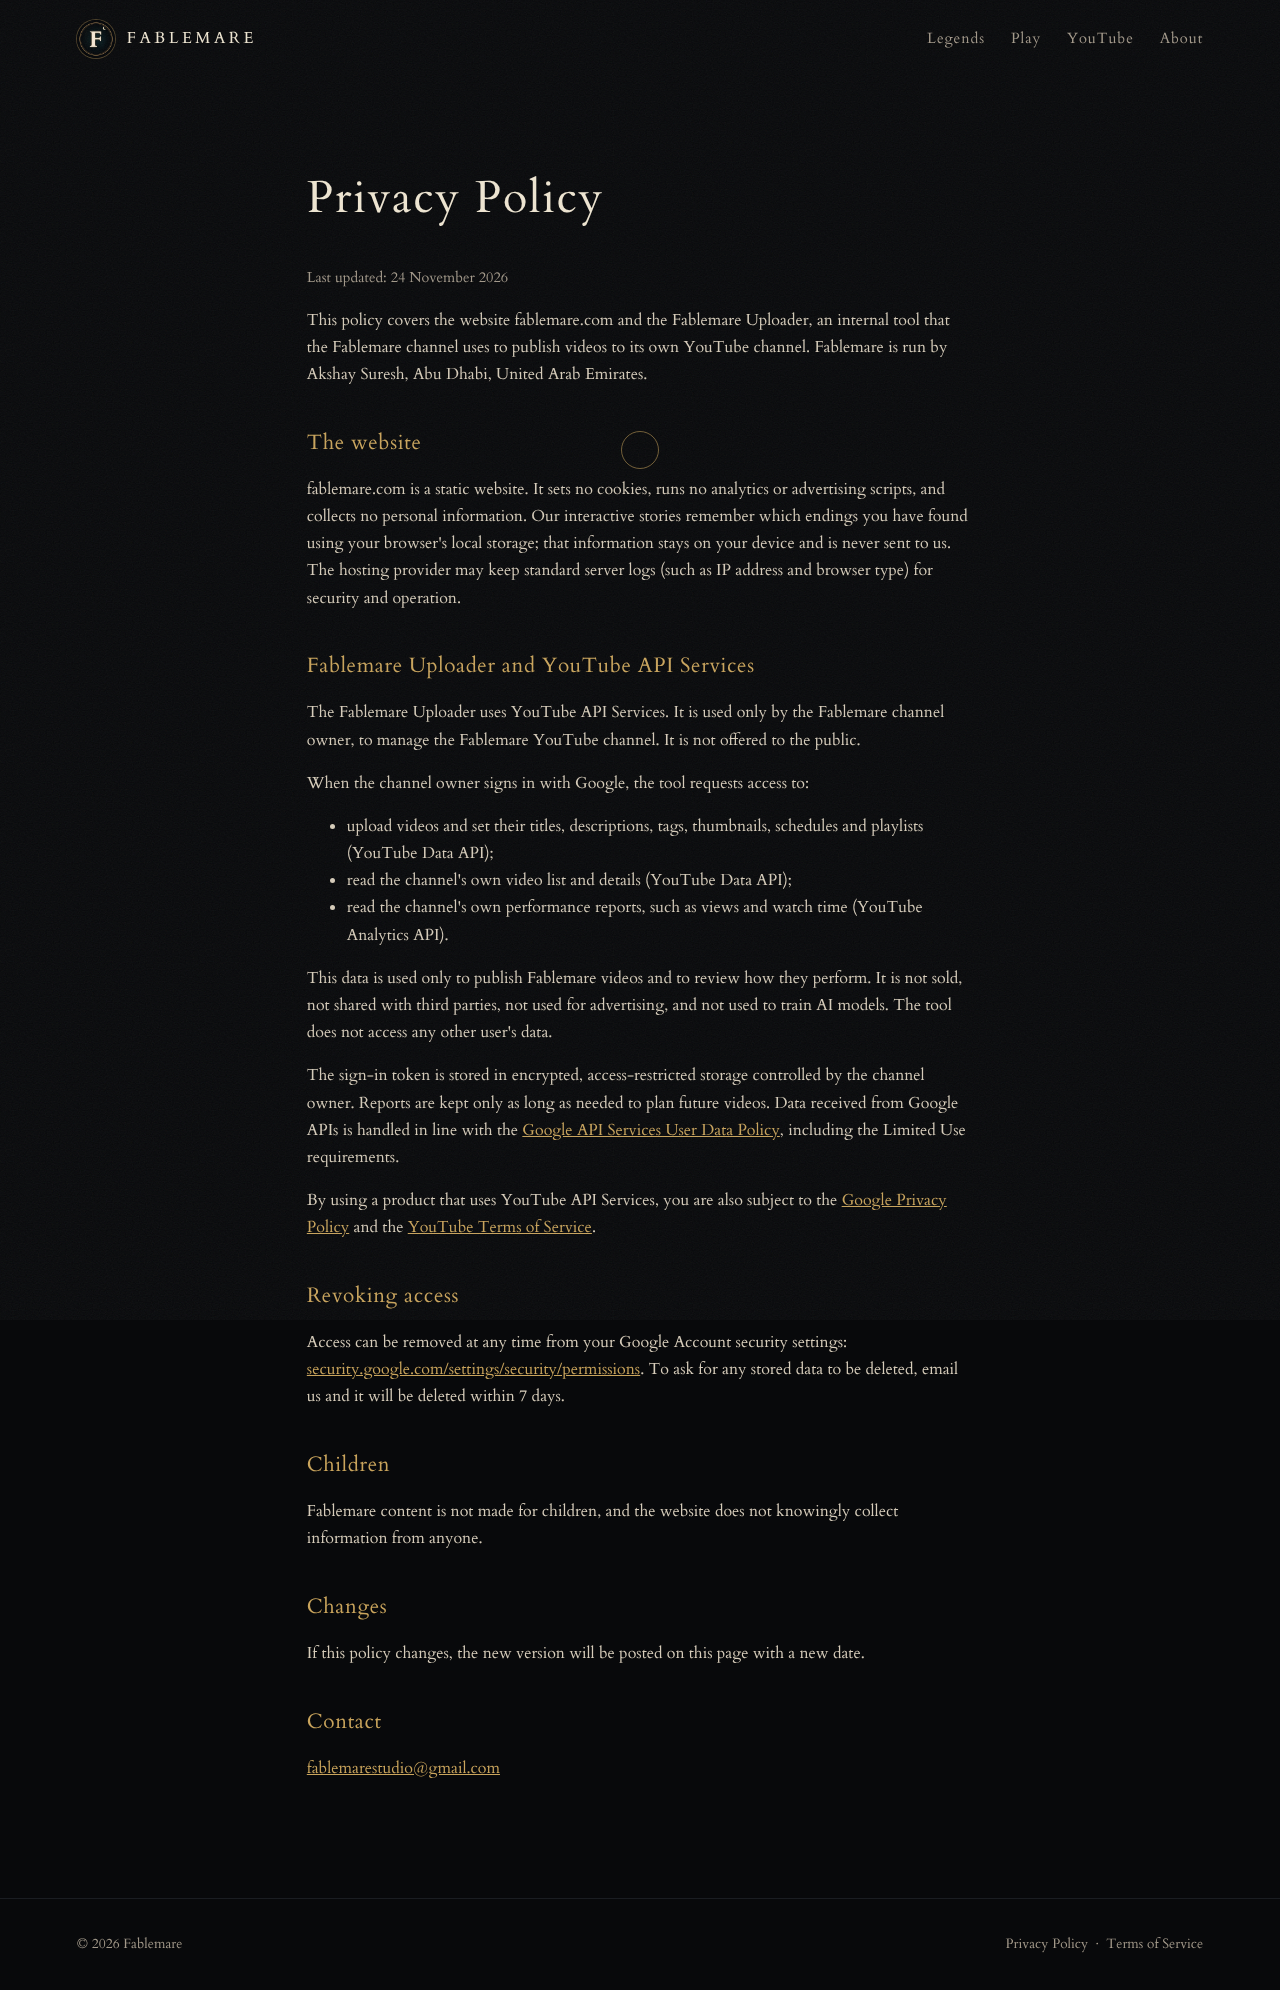 F FABLEMARE
Legends Play YouTube About
Privacy Policy
Last updated: 24 November 2026
This policy covers the website fablemare.com and the Fablemare Uploader, an internal tool that
the Fablemare channel uses to publish videos to its own YouTube channel. Fablemare is run by
Akshay Suresh, Abu Dhabi, United Arab Emirates.
The website
fablemare.com is a static website. It sets no cookies, runs no analytics or advertising scripts, and
collects no personal information. Our interactive stories remember which endings you have found
using your browser's local storage; that information stays on your device and is never sent to us.
The hosting provider may keep standard server logs (such as IP address and browser type) for
security and operation.
Fablemare Uploader and YouTube API Services
The Fablemare Uploader uses YouTube API Services. It is used only by the Fablemare channel
owner, to manage the Fablemare YouTube channel. It is not offered to the public.
When the channel owner signs in with Google, the tool requests access to:
• upload videos and set their titles, descriptions, tags, thumbnails, schedules and playlists
(YouTube Data API);
• read the channel's own video list and details (YouTube Data API);
• read the channel's own performance reports, such as views and watch time (YouTube
Analytics API).
This data is used only to publish Fablemare videos and to review how they perform. It is not sold,
not shared with third parties, not used for advertising, and not used to train AI models. The tool
does not access any other user's data.
The sign-in token is stored in encrypted, access-restricted storage controlled by the channel
owner. Reports are kept only as long as needed to plan future videos. Data received from Google
APIs is handled in line with the Google API Services User Data Policy, including the Limited Use
requirements.
By using a product that uses YouTube API Services, you are also subject to the Google Privacy
Policy and the YouTube Terms of Service.
Revoking access
Access can be removed at any time from your Google Account security settings:
security.google.com/settings/security/permissions. To ask for any stored data to be deleted, email
us and it will be deleted within 7 days.
Children
Fablemare content is not made for children, and the website does not knowingly collect
information from anyone.
Changes
If this policy changes, the new version will be posted on this page with a new date.
Contact
fablemarestudio@gmail.com
© 2026 Fablemare
Privacy Policy · Terms of Service